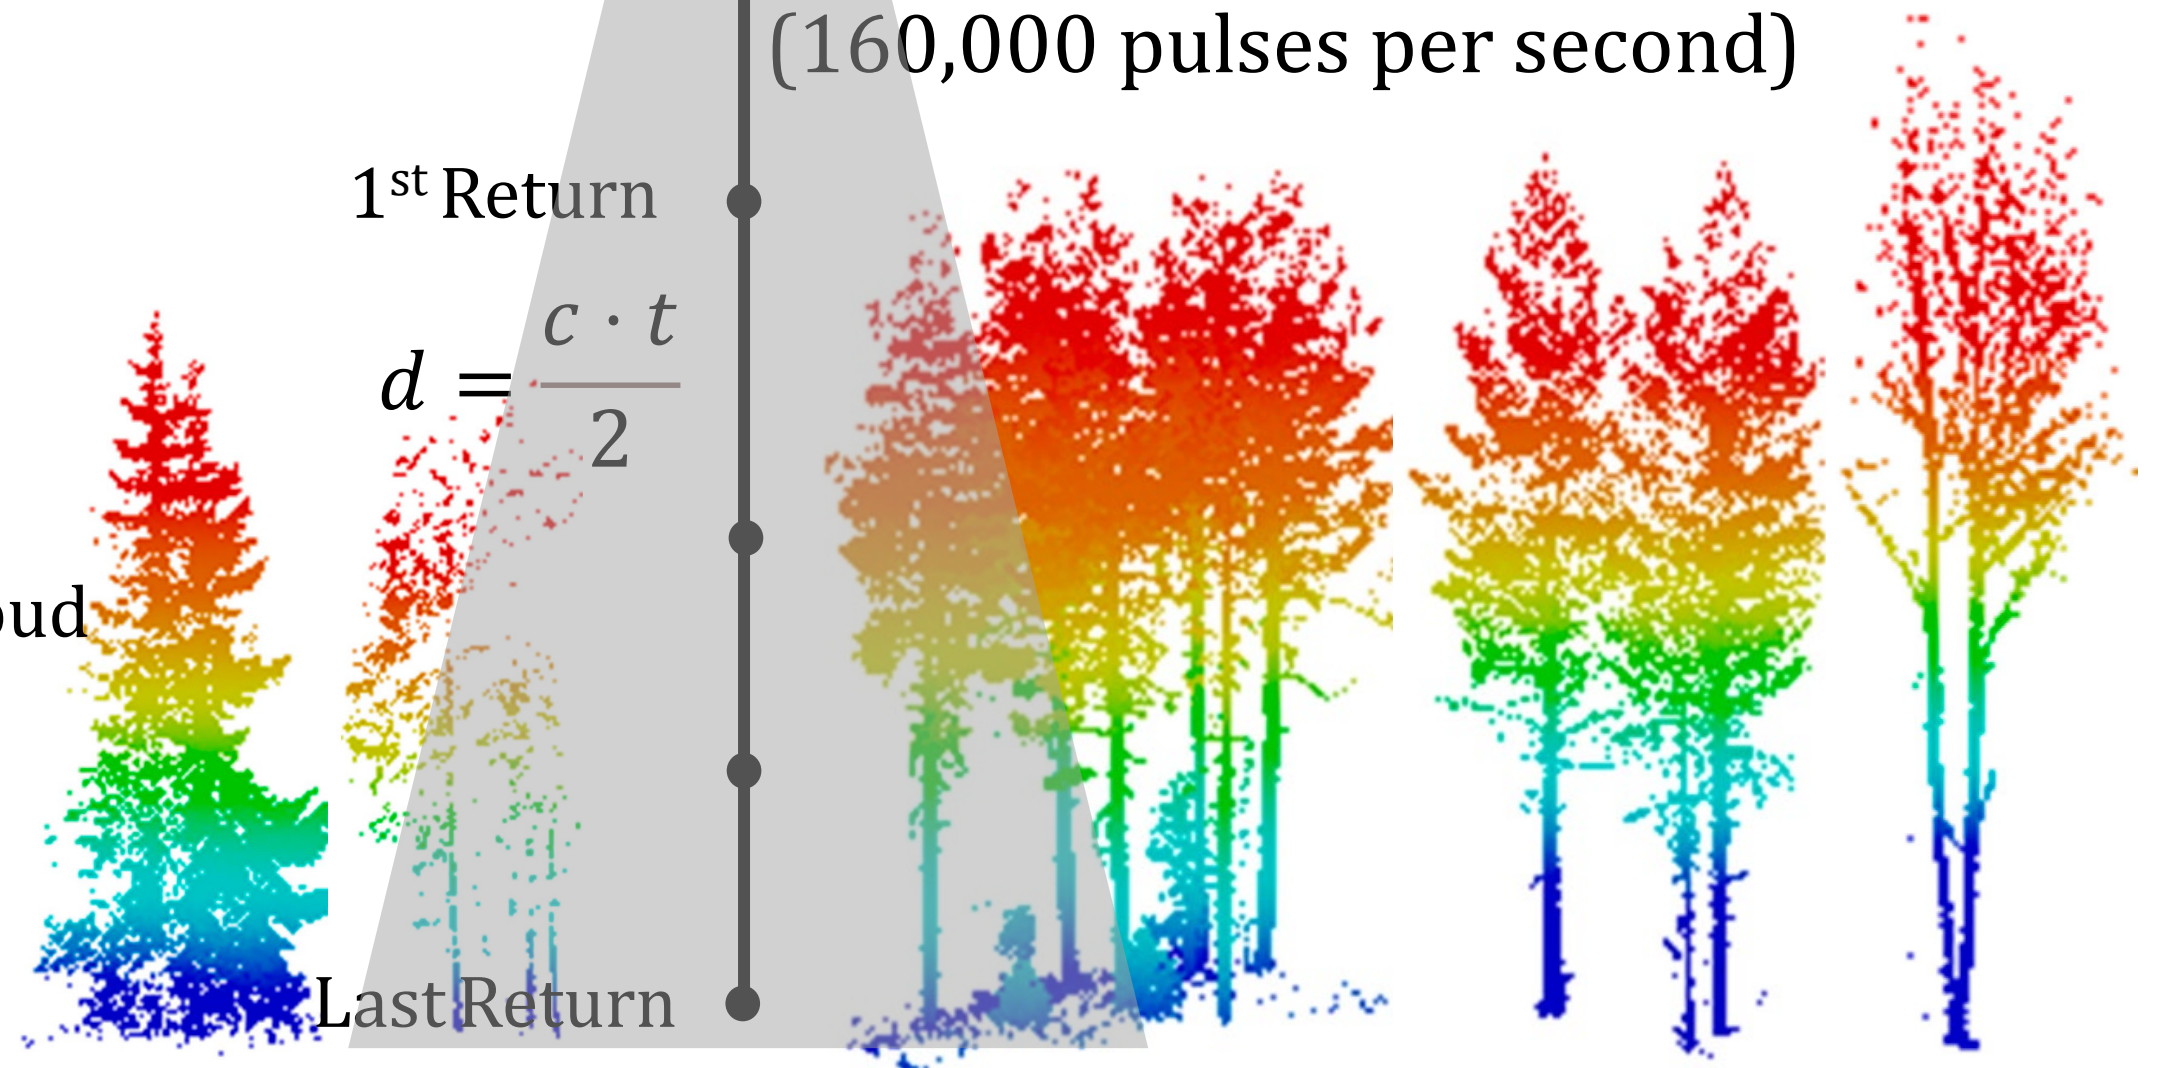 (160,000 pulses per second)
1st Return
d = c · t / 2
Last Return